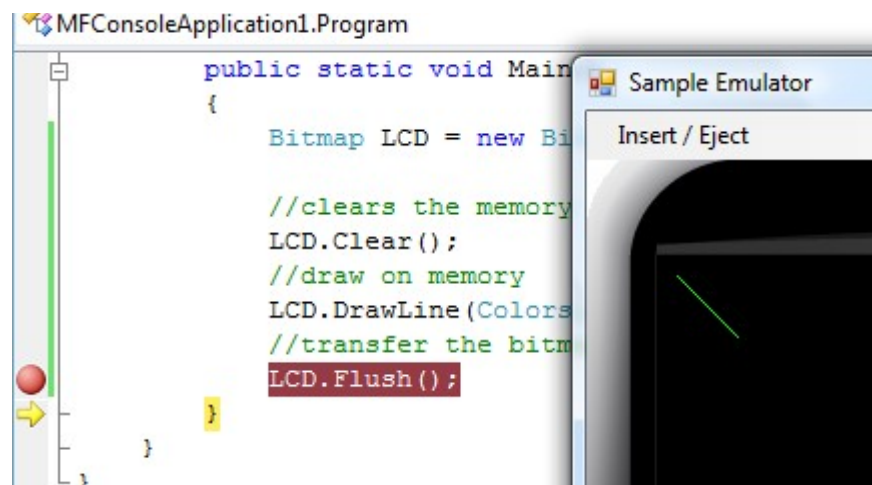 MFConsoleApplication1.Program
public static void Main
{
Bitmap LCD = new Bi
//clears the memory
LCD.Clear();
//draw on memory
LCD.DrawLine(Colors
//transfer the bitm
LCD.Flush();
}
}
}
Sample Emulator
Insert / Eject